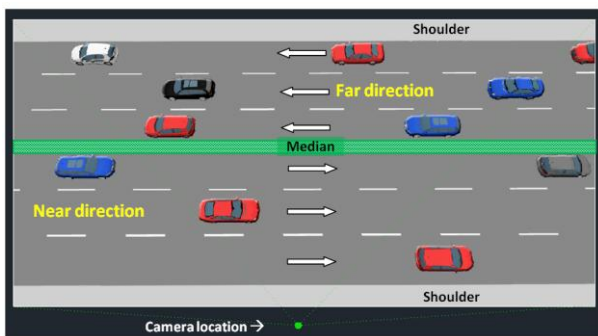 Shoulder
Far direction
Median
Near direction
Shoulder
Camera location →